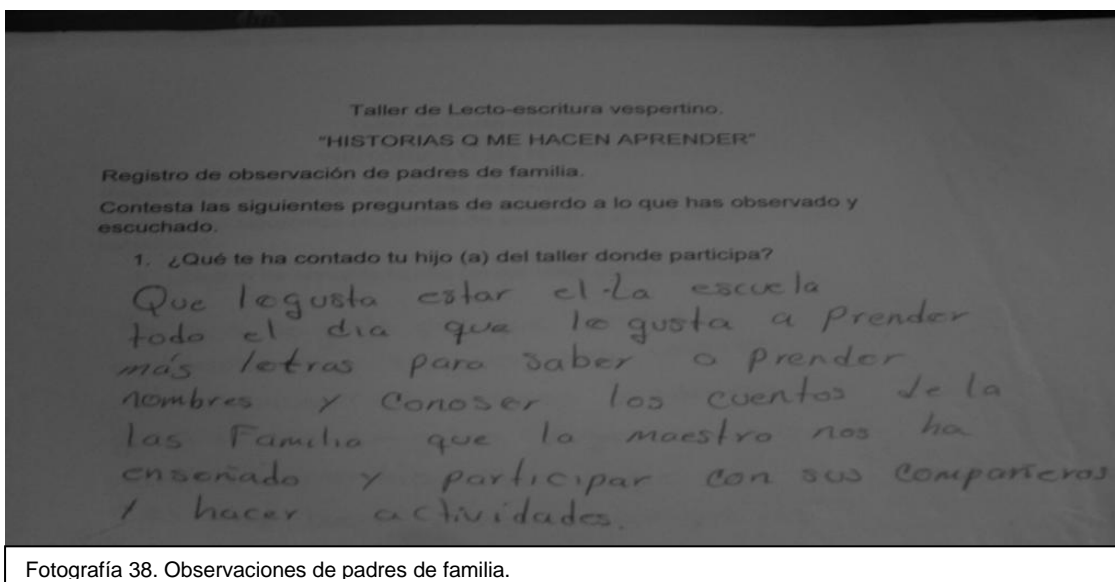 Taller de Lecto-escritura vespertino.
"HISTORIAS Q ME HACEN APRENDER"
Registro de observación de padres de familia.
Contesta las siguientes preguntas de acuerdo a lo que has observado y
escuchado.
1. ¿Qué te ha contado tu hijo (a) del taller donde participa?
Que legusta estar el la escuela
todo el dia que le gusta a Prender
más letras para saber a prender
nombres y Conoser los cuentos de la
las Familia que la maestra nos ha
enseñado y participar con sus compañeros
y hacer actividades.
Fotografía 38. Observaciones de padres de familia.